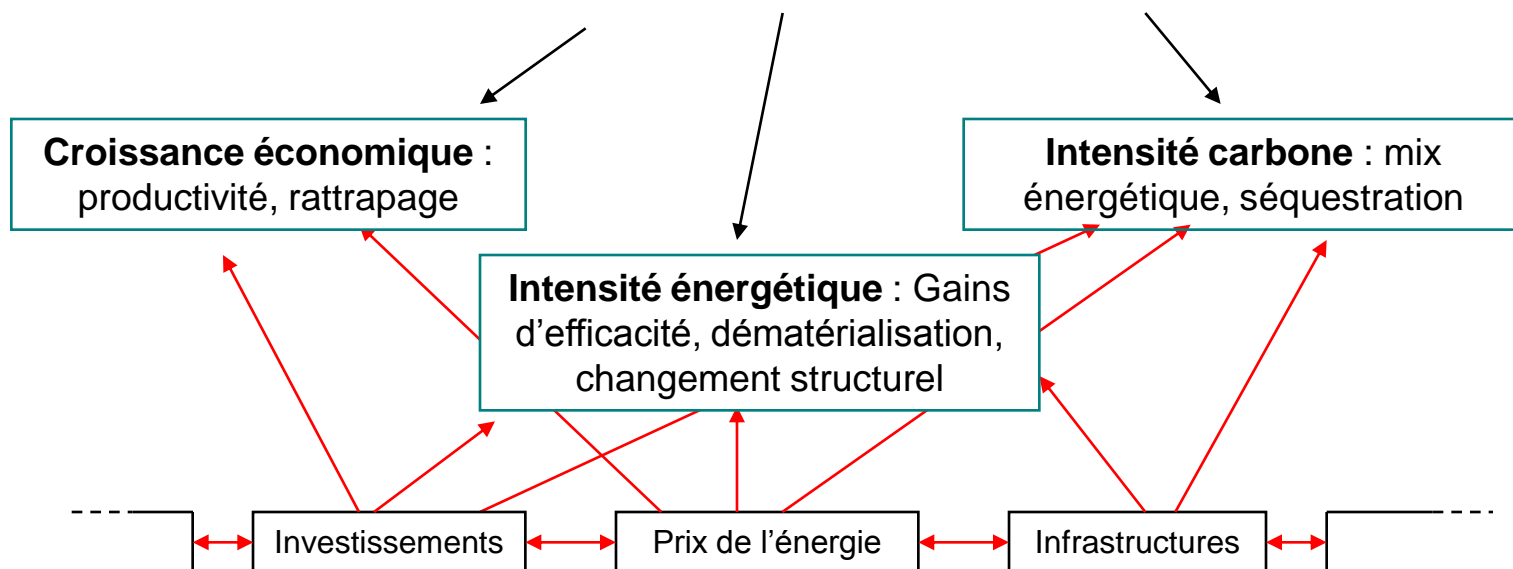 Croissance économique :
productivité, rattrapage
Intensité carbone : mix
énergétique, séquestration
Intensité énergétique : Gains
d’efficacité, dématérialisation,
changement structurel
Investissements
Prix de l’énergie
Infrastructures